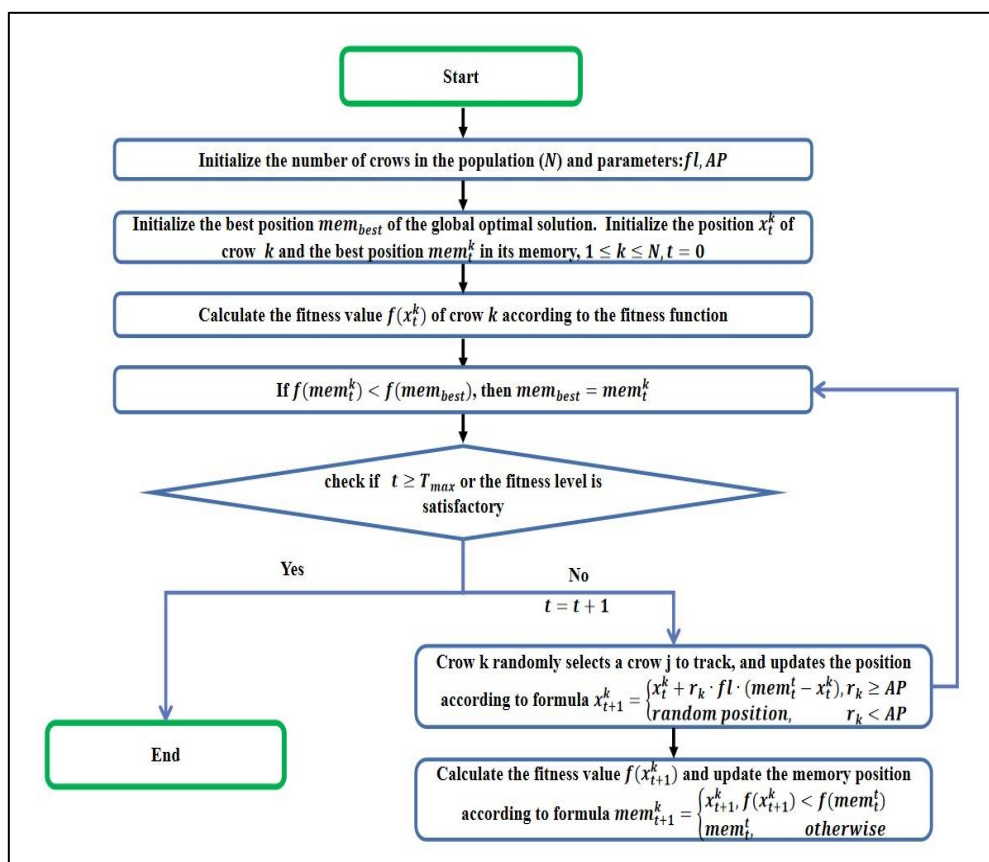 Start
Initialize the number of crows in the population (N) and parameters: fl, AP
Initialize the best position mem_best of the global optimal solution. Initialize the position x_t^k of
crow k and the best position mem_t^k in its memory, 1 ≤ k ≤ N, t = 0
Calculate the fitness value f(x_t^k) of crow k according to the fitness function
If f(mem_t^k) < f(mem_best), then mem_best = mem_t^k
check if t ≥ T_max or the fitness level is
satisfactory
Yes
No
t = t + 1
Crow k randomly selects a crow j to track, and updates the position
according to formula x_{t+1}^k = { x_t^k + r_k · fl · (mem_t^t − x_t^k), r_k ≥ AP
random position, r_k < AP
End
Calculate the fitness value f(x_{t+1}^k) and update the memory position
according to formula mem_{t+1}^k = { x_{t+1}^k, f(x_{t+1}^k) < f(mem_t^t)
mem_t^t, otherwise